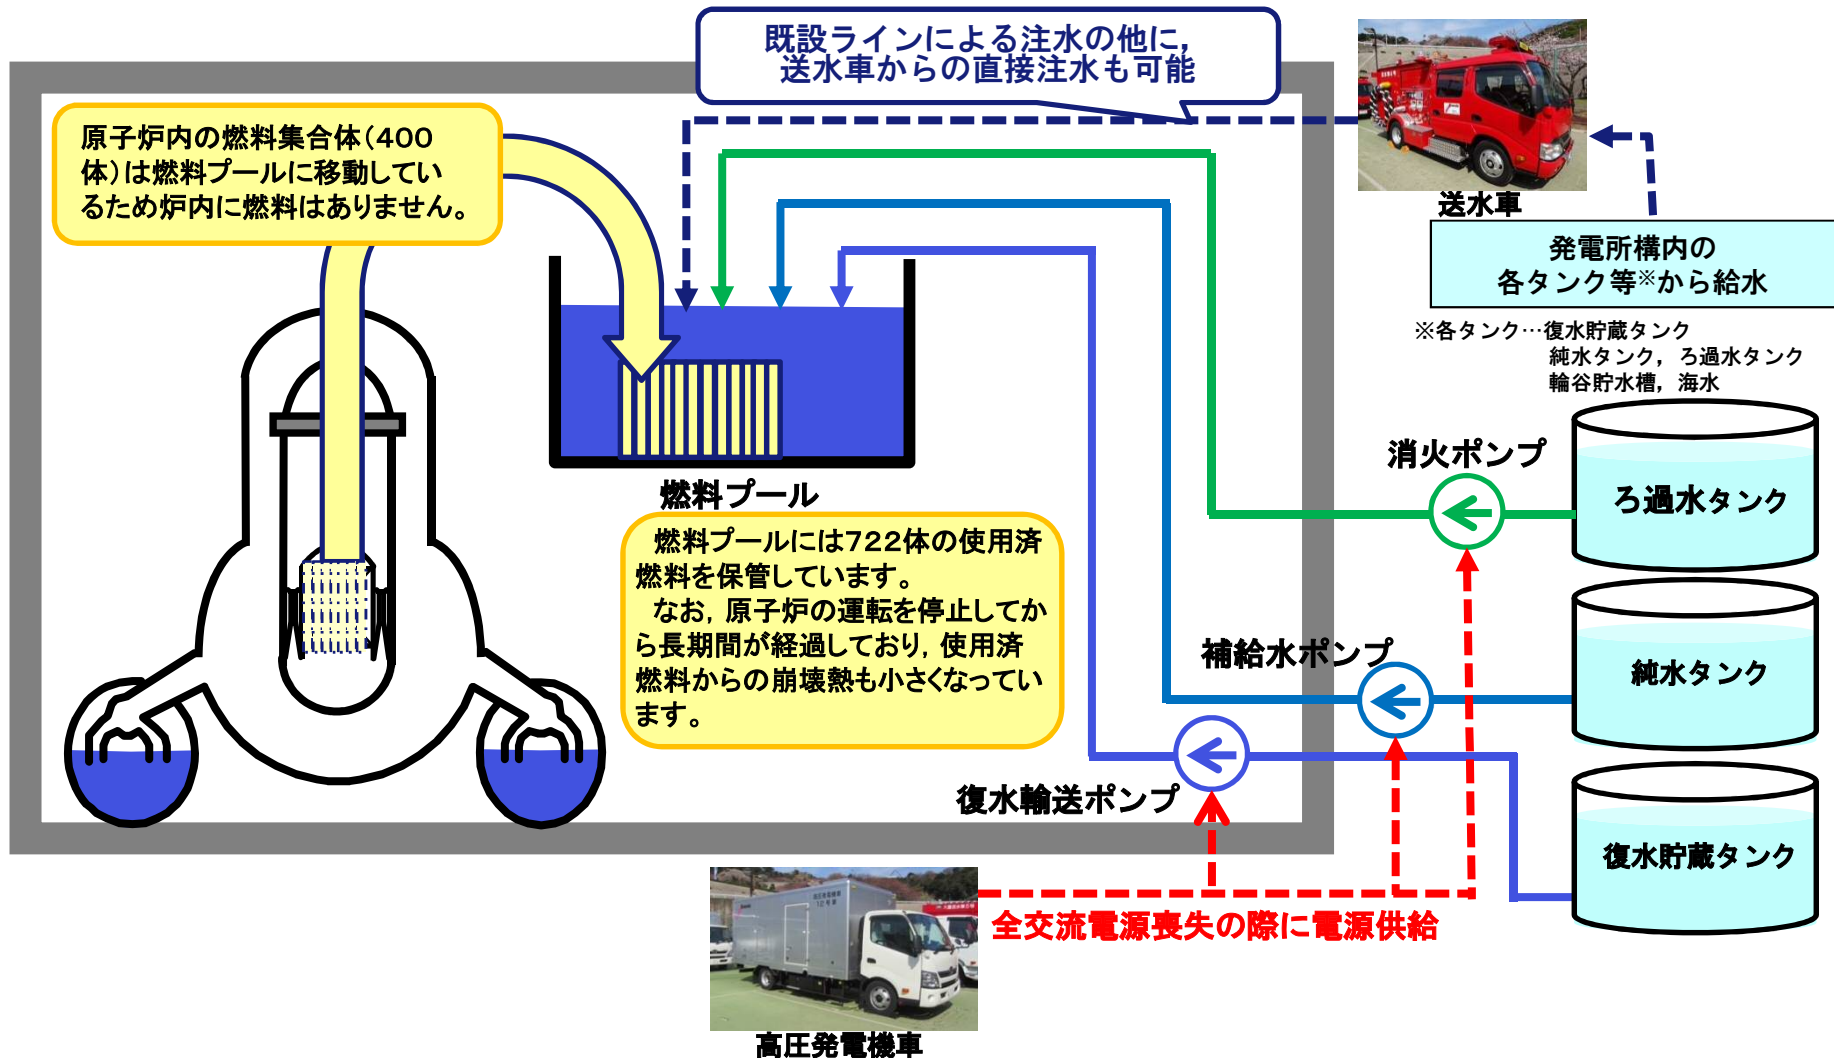 既設ラインによる注水の他に，
送水車からの直接注水も可能
原子炉内の燃料集合体（４００
体）は燃料プールに移動してい
るため炉内に燃料はありません。
送水車
発電所構内の
各タンク等※から給水
※各タンク…復水貯蔵タンク
純水タンク，ろ過水タンク
輪谷貯水槽，海水
消火ポンプ
ろ過水タンク
燃料プール
燃料プールには７２２体の使用済
燃料を保管しています。
なお，原子炉の運転を停止してか
ら長期間が経過しており，使用済
燃料からの崩壊熱も小さくなってい
ます。
補給水ポンプ
純水タンク
復水輸送ポンプ
復水貯蔵タンク
全交流電源喪失の際に電源供給
高圧発電機車